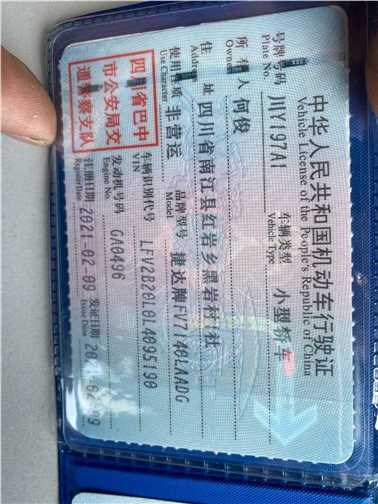 中华人民共和国机动车行驶证
Vehicle License of the People's Republic of China
号牌号码 川Y197A1 车辆类型 小型轿车
Plate No. Vehicle Type
所有人 何俊
Owner
住址 四川省南江县红岩乡黑岩村1社
Address
使用性质 非营运 品牌型号 捷达牌FV7140LAADG
Use Character Model
四川省巴中
市公安局交
通警察支队
车辆识别代号 LFV2B20L0L4095190
VIN
发动机号码 GA0496
Engine No.
注册日期 2021-02-09 发证日期
Register Date Issue Date